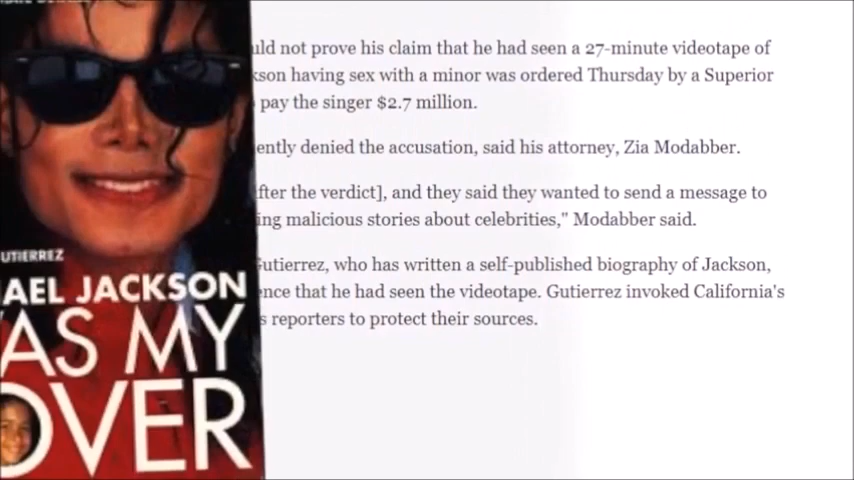 uld not prove his claim that he had seen a 27-minute videotape of
kson having sex with a minor was ordered Thursday by a Superior
pay the singer $2.7 million.
ently denied the accusation, said his attorney, Zia Modabber.
fter the verdict], and they said they wanted to send a message to
ing malicious stories about celebrities," Modabber said.
Gutierrez, who has written a self-published biography of Jackson,
ence that he had seen the videotape. Gutierrez invoked California's
s reporters to protect their sources.
UTIERREZ
AEL JACKSON
AS MY
OVER